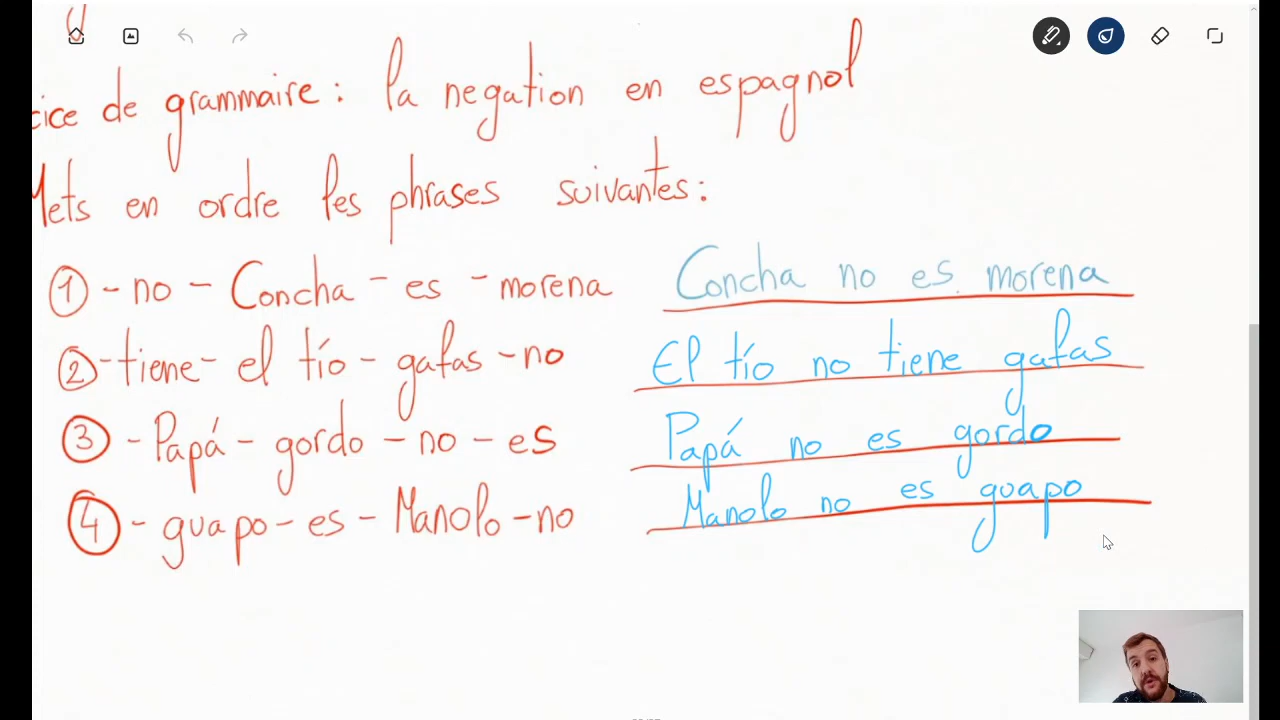 cice de grammaire: la negation en espagnol
Mets en ordre les phrases suivantes:
① - no - Concha - es - morena Concha no es morena
② - tiene - el tío - gafas - no El tío no tiene gafas
③ - Papá - gordo - no - es Papá no es gordo
④ - guapo - es - Manolo - no Manolo no es guapo